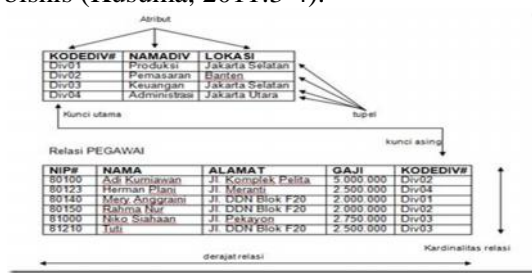 bisnis (Kusuma, 2011:3-4).
Atribut
KODEDIV# NAMADIV LOKASI
Div01 Produksi Jakarta Selatan
Div02 Pemasaran Banten
Div03 Keuangan Jakarta Selatan
Div04 Administrasi Jakarta Utara
Kunci utama tupel
kunci asing
Relasi PEGAWAI
NIP# NAMA ALAMAT GAJI KODEDIV#
80100 Adi Kurniawan Jl. Komplek Pelita 5.000.000 Div02
80123 Herman Plani Jl. Meranti 2.500.000 Div04
80140 Mery Anggraini Jl. DDN Blok F20 2.000.000 Div01
80150 Rahma Nur Jl. DDN Blok F20 2.000.000 Div02
81000 Niko Siahaan Jl. Pekayon 2.750.000 Div03
81210 Tuti Jl. DDN Blok F20 2.500.000 Div03
Kardinalitas relasi
derajat relasi